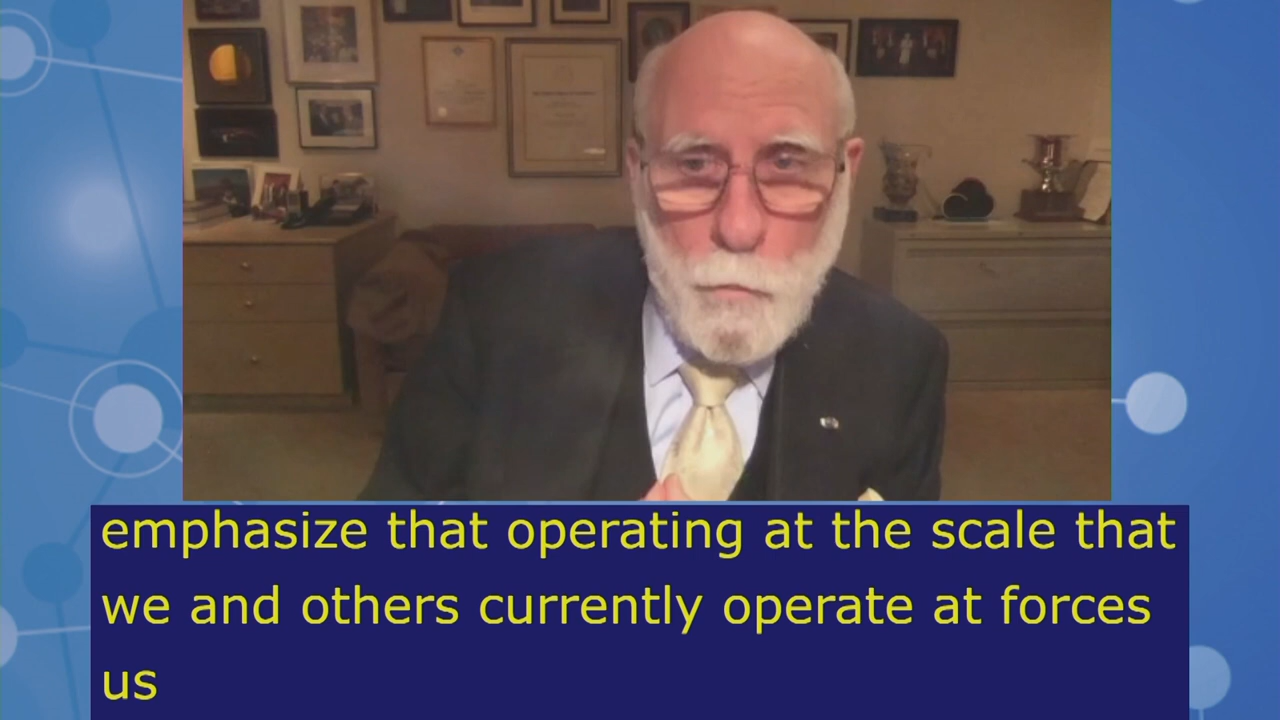 emphasize that operating at the scale that
we and others currently operate at forces
us